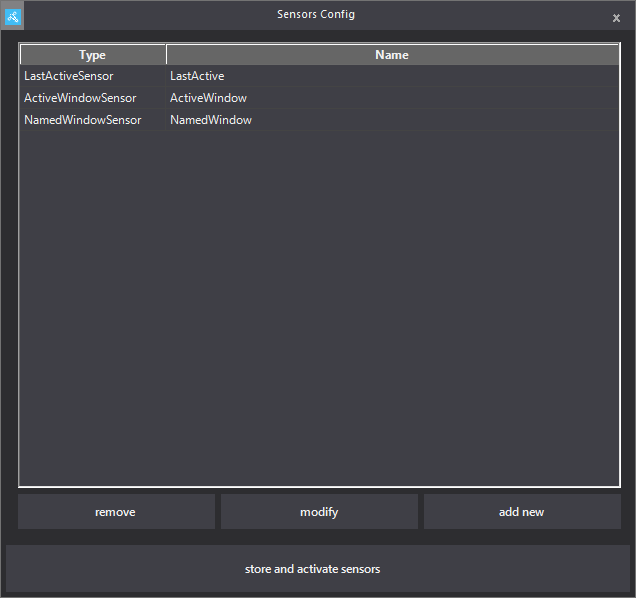 Sensors Config
x
Type Name
LastActiveSensor LastActive
ActiveWindowSensor ActiveWindow
NamedWindowSensor NamedWindow
remove modify add new
store and activate sensors